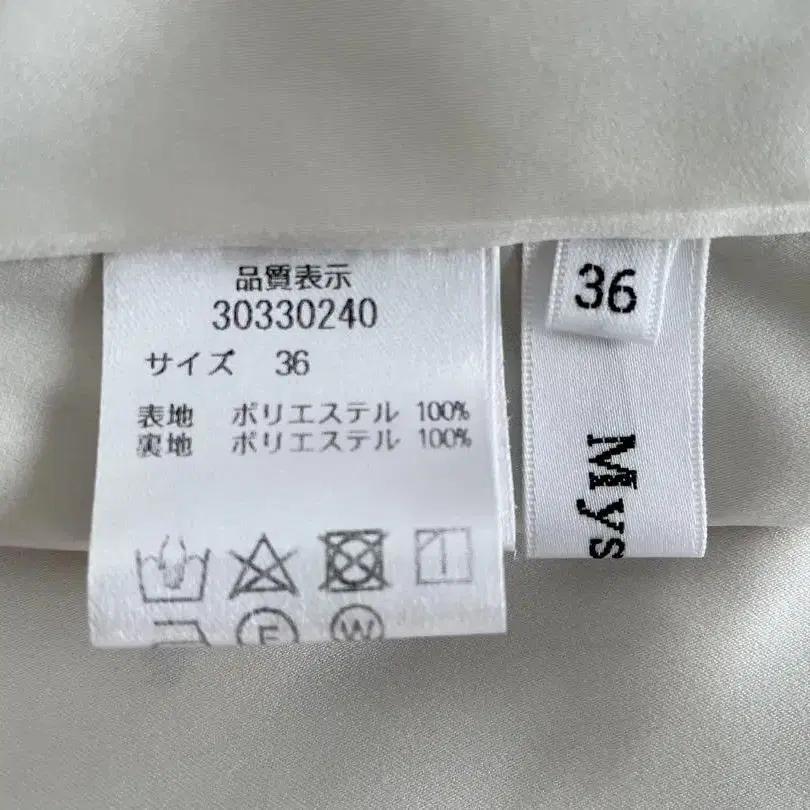 品質表示
30330240
サイズ 36
表地 ポリエステル 100%
裏地 ポリエステル 100%
F
W
36
Mys